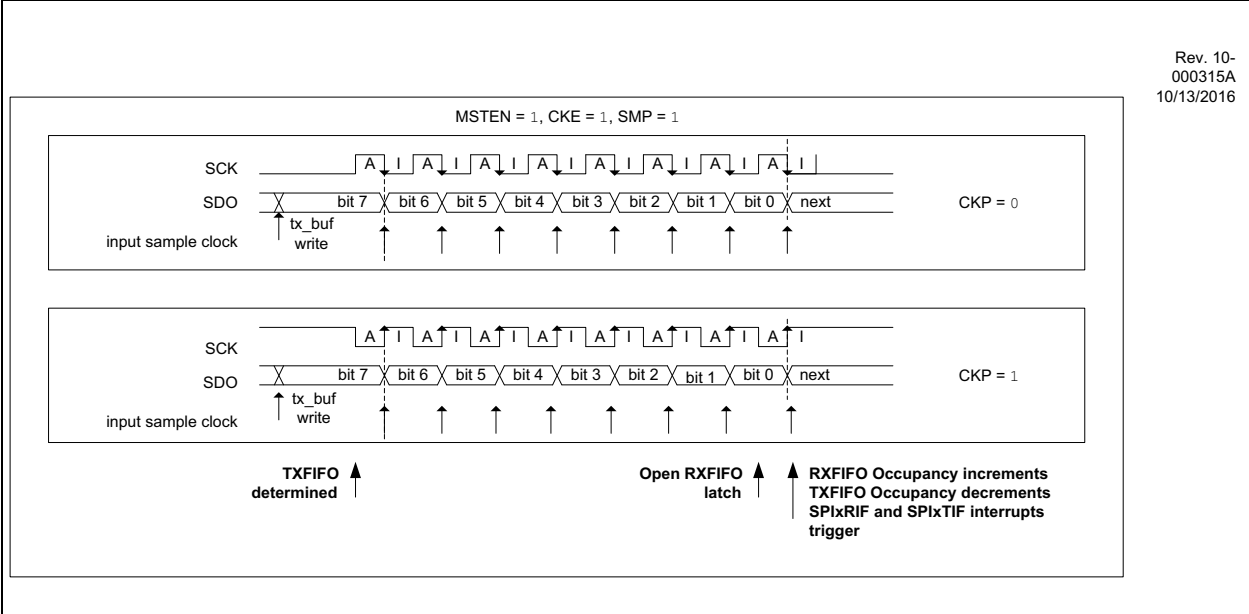 Rev. 10-
000315A
10/13/2016
MSTEN = 1, CKE = 1, SMP = 1
SCK A I A I A I A I A I A I A I A I
SDO bit 7 bit 6 bit 5 bit 4 bit 3 bit 2 bit 1 bit 0 next CKP = 0
tx_buf
write
input sample clock
SCK A I A I A I A I A I A I A I A I
SDO bit 7 bit 6 bit 5 bit 4 bit 3 bit 2 bit 1 bit 0 next CKP = 1
tx_buf
write
input sample clock
TXFIFO
determined
Open RXFIFO
latch
RXFIFO Occupancy increments
TXFIFO Occupancy decrements
SPIxRIF and SPIxTIF interrupts
trigger